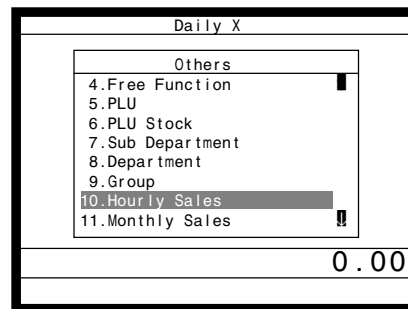 Daily X
Others
4.Free Function
5.PLU
6.PLU Stock
7.Sub Department
8.Department
9.Group
10.Hourly Sales
11.Monthly Sales
0.00